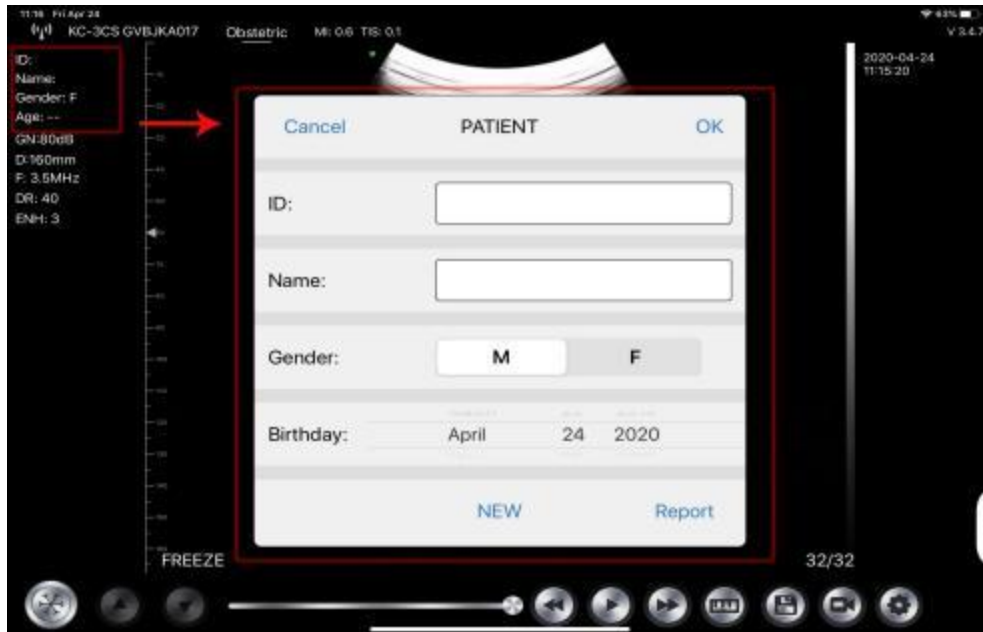 11:16 Fri Apr 24
63%
KC-3CS GVBJKA017 Obstetric MI: 0.6 TIS: 0.1
V 3.4.7
ID:
Name:
Gender: F
Age: --
GN:80dB
D:160mm
F: 3.5MHz
DR: 40
ENH: 3
2020-04-24
11:15:20
Cancel PATIENT OK
ID:
Name:
Gender: M F
Birthday: April 24 2020
NEW Report
FREEZE 32/32